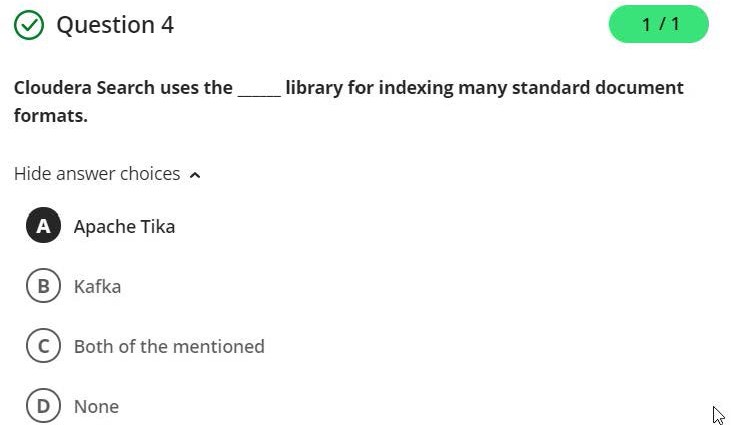 Question 4
1 / 1
Cloudera Search uses the ______ library for indexing many standard document
formats.
Hide answer choices
A Apache Tika
B Kafka
C Both of the mentioned
D None